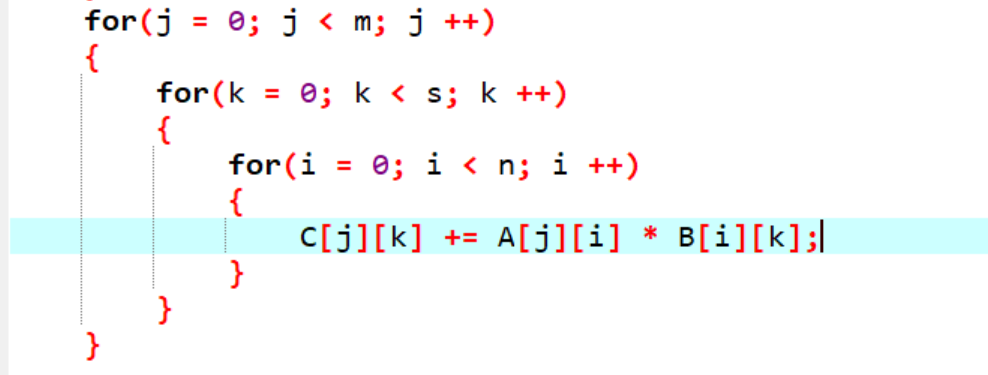 for(j = 0; j < m; j ++)
{
for(k = 0; k < s; k ++)
{
for(i = 0; i < n; i ++)
{
C[j][k] += A[j][i] * B[i][k];
}
}
}